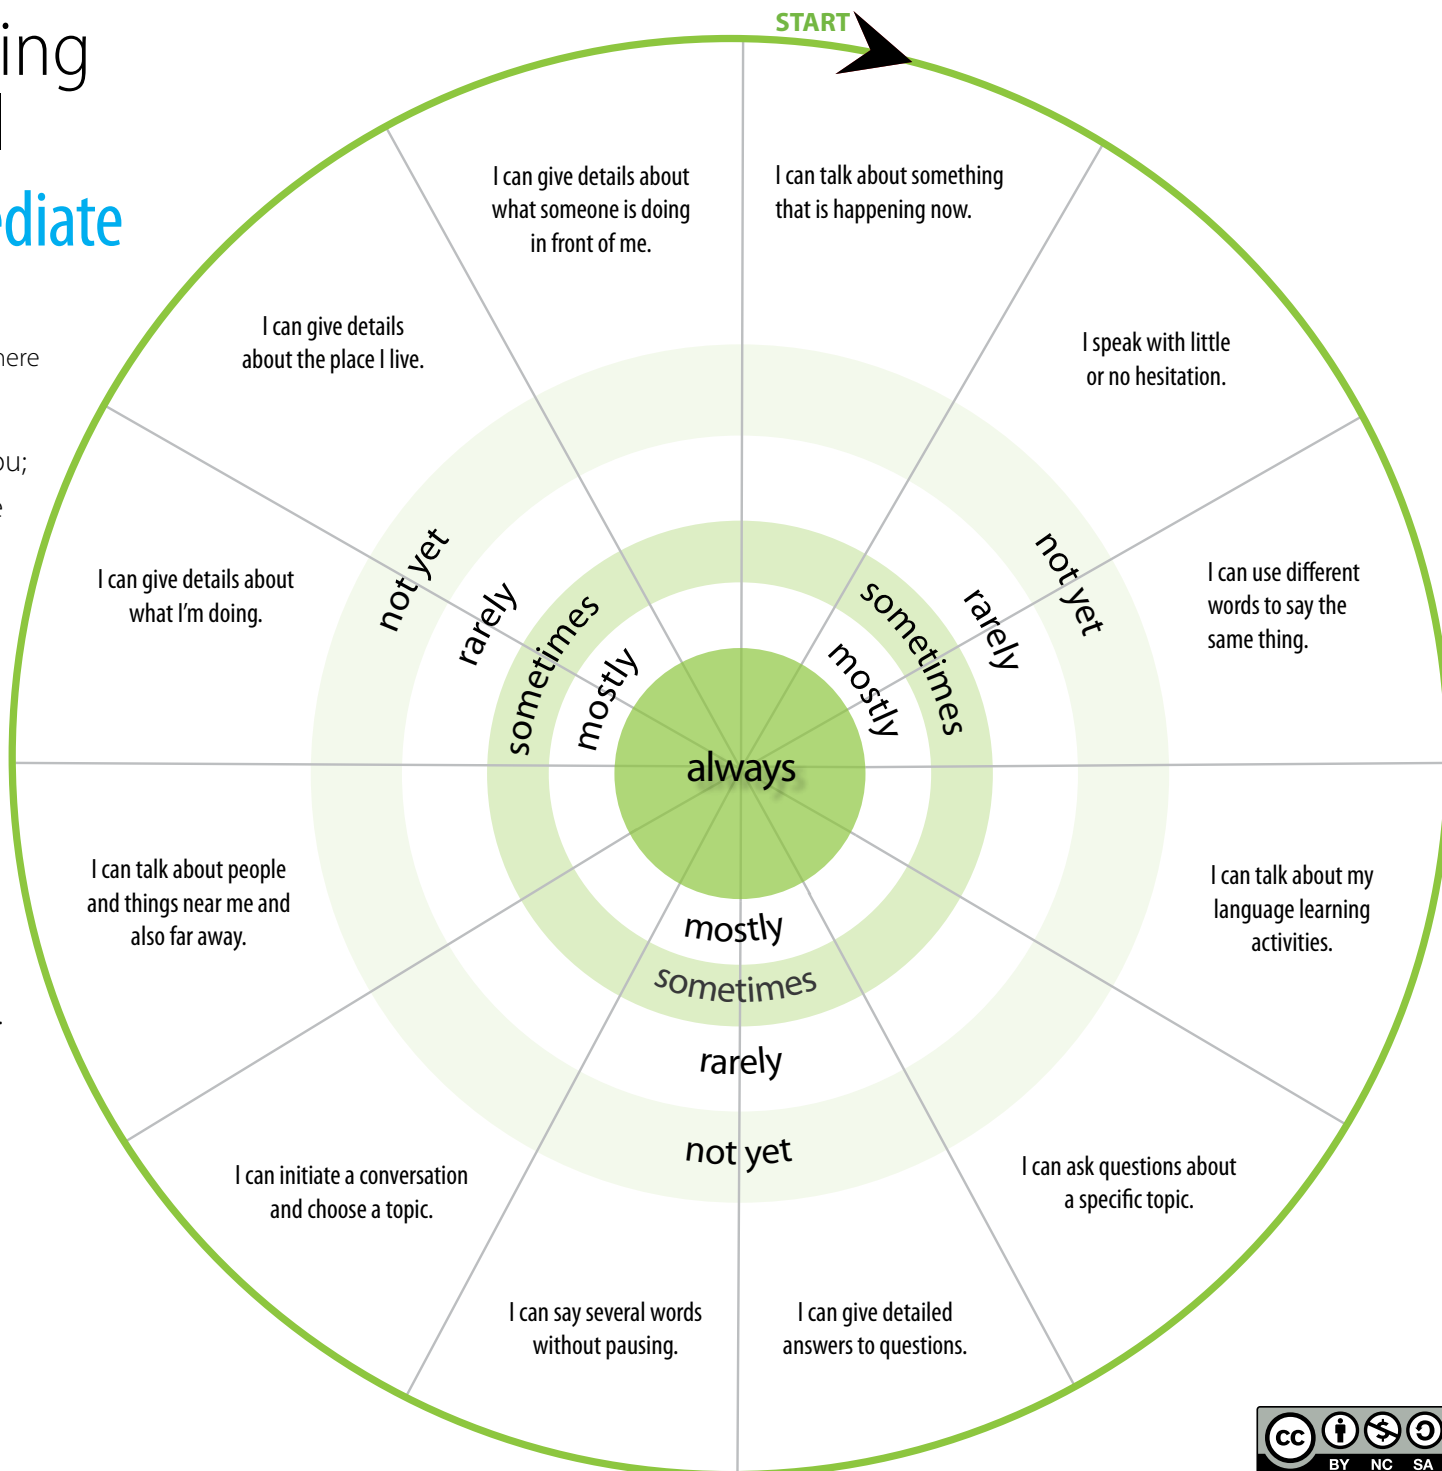 ing
diate
here
ou;
e
START
I can talk about something
that is happening now.
I speak with little
or no hesitation.
I can use different
words to say the
same thing.
I can talk about my
language learning
activities.
I can ask questions about
a specific topic.
I can give detailed
answers to questions.
I can say several words
without pausing.
I can initiate a conversation
and choose a topic.
I can talk about people
and things near me and
also far away.
I can give details about
what I'm doing.
I can give details
about the place I live.
I can give details about
what someone is doing
in front of me.
not yet
rarely
sometimes
mostly
mostly
sometimes
rarely
not yet
always
mostly
sometimes
rarely
not yet
CC
BY NC SA